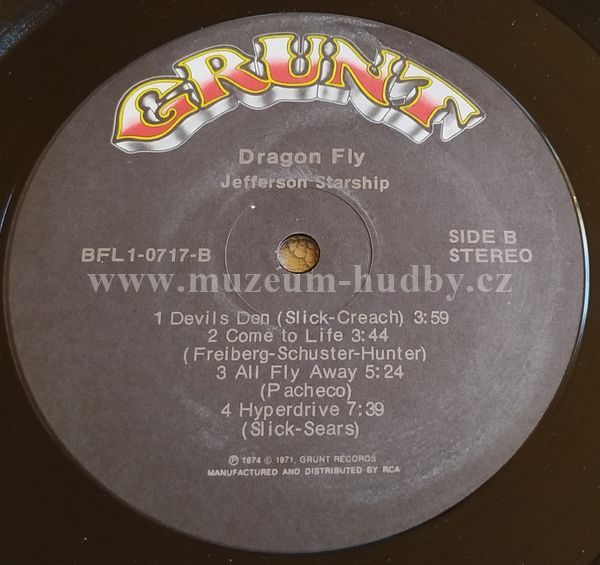 GRUNT
Dragon Fly
Jefferson Starship
BFL1-0717-B
SIDE B
STEREO
www.muzeum-hudby.cz
1 Devils Den (Slick-Creach) 3:59
2 Come to Life 3:44
(Freiberg-Schuster-Hunter)
3 All Fly Away 5:24
(Pacheco)
4 Hyperdrive 7:39
(Slick-Sears)
℗ 1974 © 1971, GRUNT RECORDS
MANUFACTURED AND DISTRIBUTED BY RCA